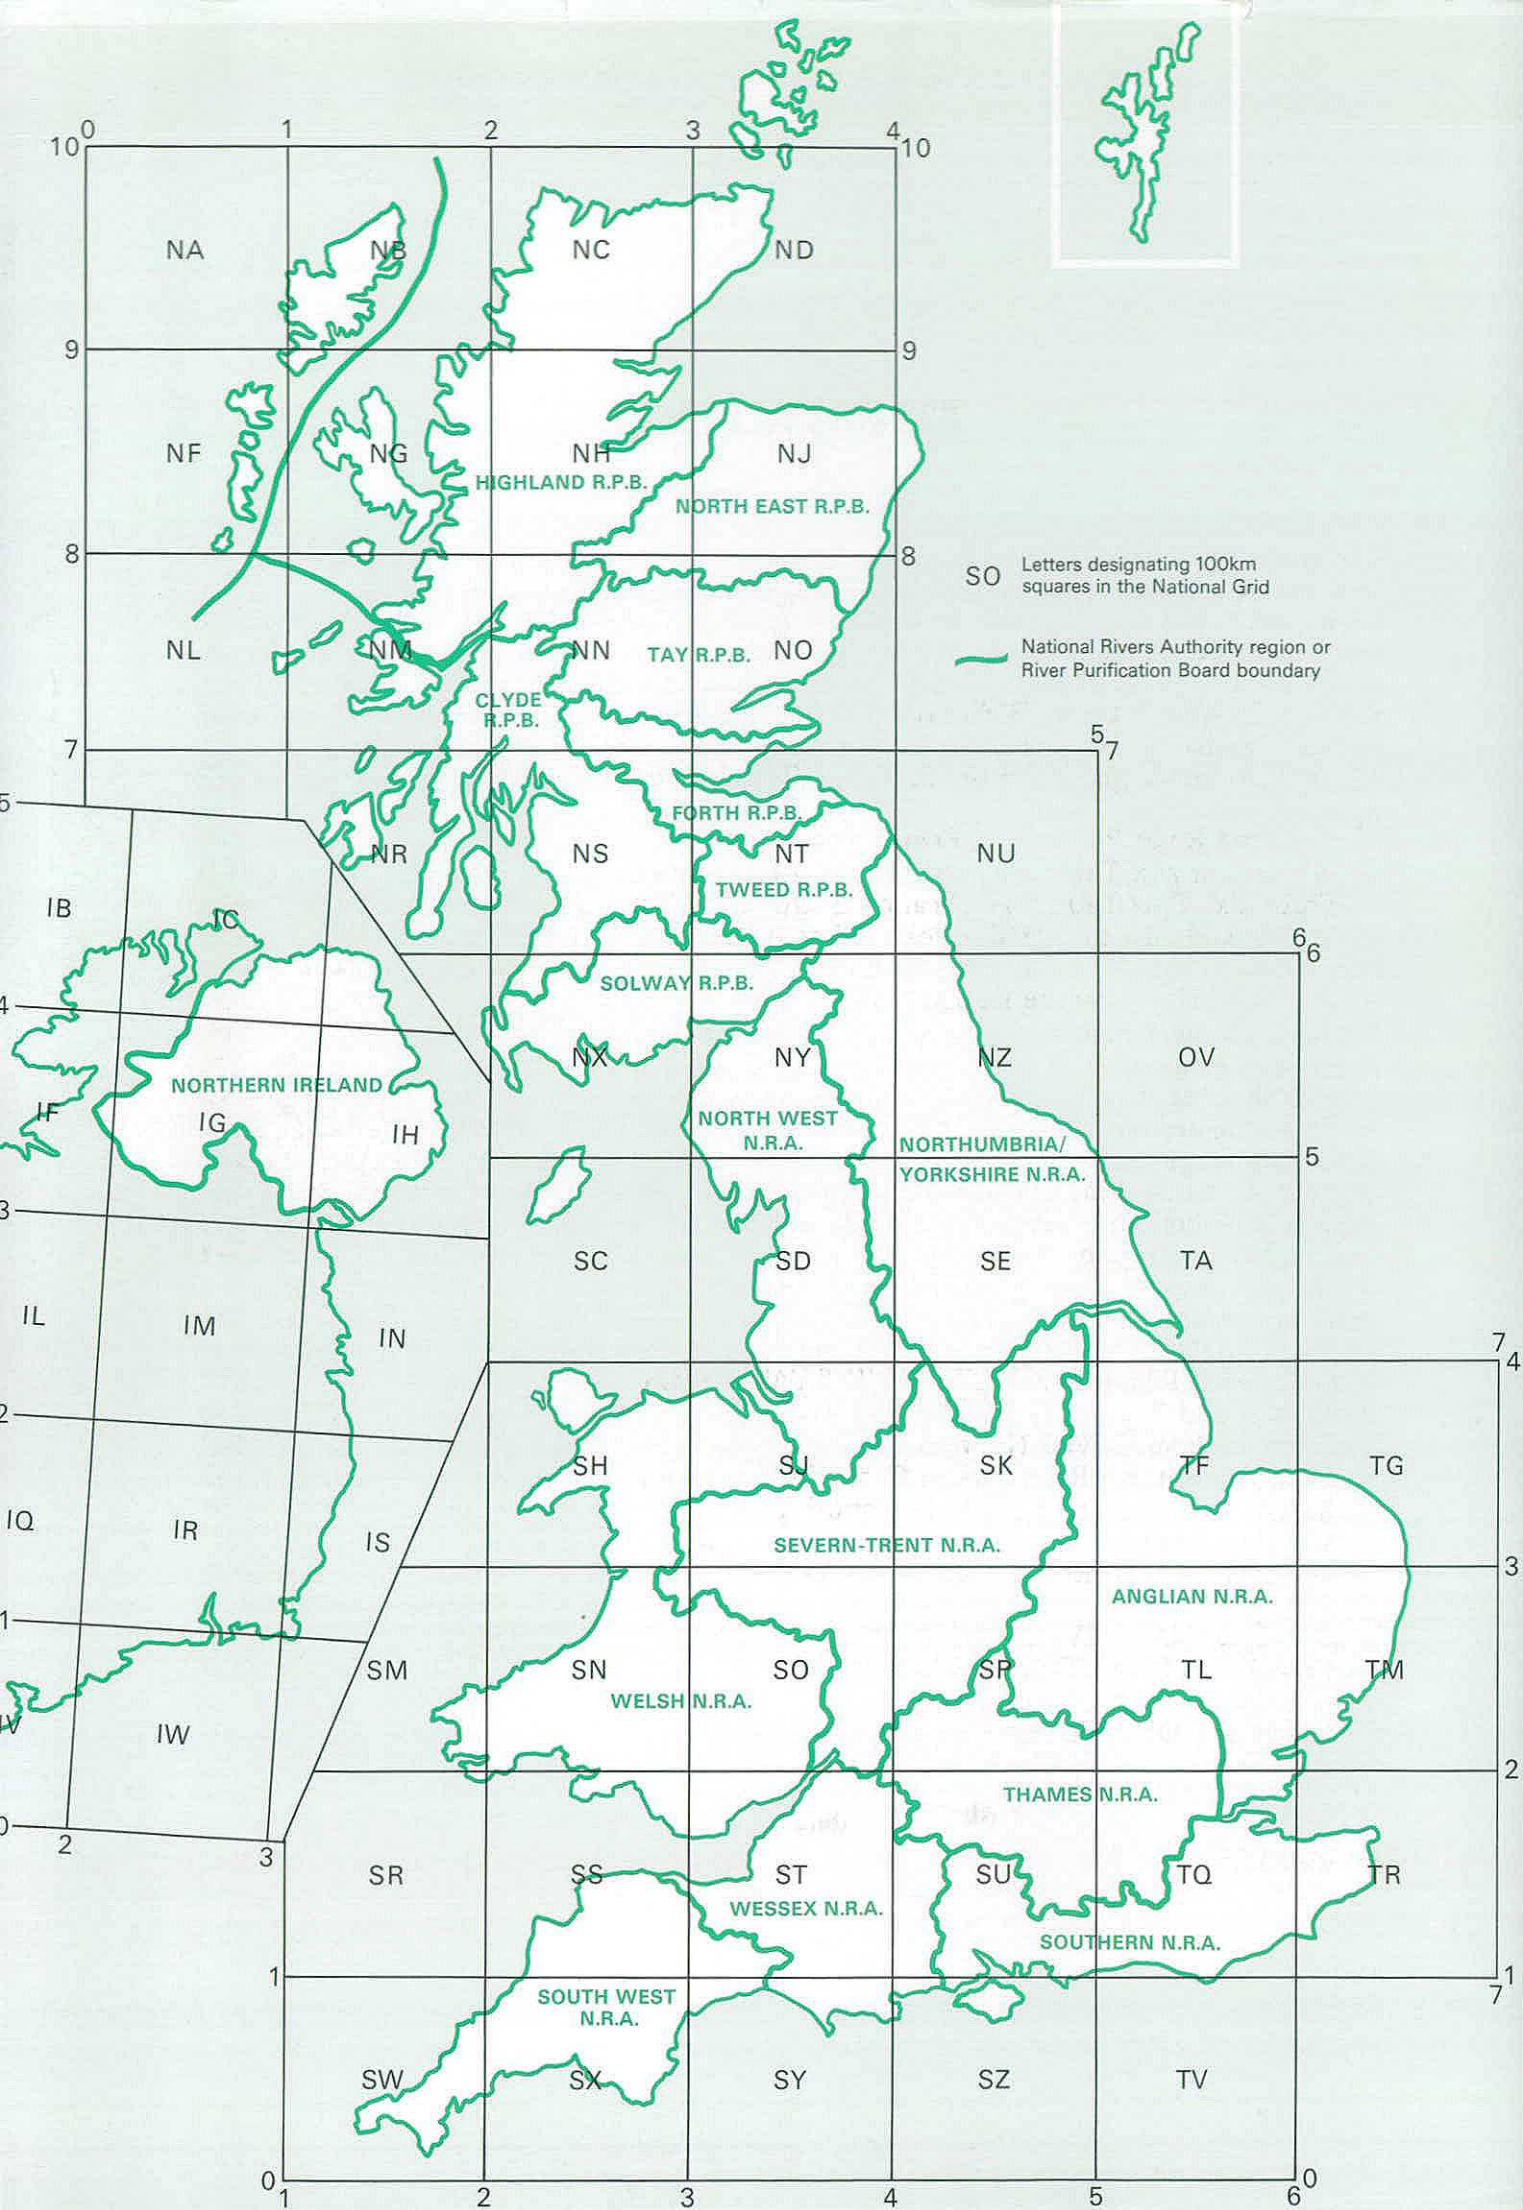 0 1 2 3 4
10 10
NA NB NC ND
9 9
NF NG NH NJ
HIGHLAND R.P.B.
NORTH EAST R.P.B.
8 8
SO Letters designating 100km
squares in the National Grid
National Rivers Authority region or
River Purification Board boundary
NL NM NN TAY R.P.B. NO
CLYDE
R.P.B.
7 5 7
5
FORTH R.P.B.
NR NS NT NU
TWEED R.P.B.
IB IC
6 6
SOLWAY R.P.B.
4
NX NY NZ OV
NORTHERN IRELAND
IF IG IH
NORTH WEST
N.R.A.
NORTHUMBRIA/
YORKSHIRE N.R.A.
5
3
SC SD SE TA
IL IM IN
7 4
2
SH SJ SK TF TG
IQ IR IS
SEVERN-TRENT N.R.A.
3
ANGLIAN N.R.A.
1
SM SN SO SP TL TM
WELSH N.R.A.
IV IW
2
THAMES N.R.A.
0 2 3
SR SS ST SU TQ TR
WESSEX N.R.A.
SOUTHERN N.R.A.
1 1
7
SOUTH WEST
N.R.A.
SW SX SY SZ TV
0 0
1 2 3 4 5 6